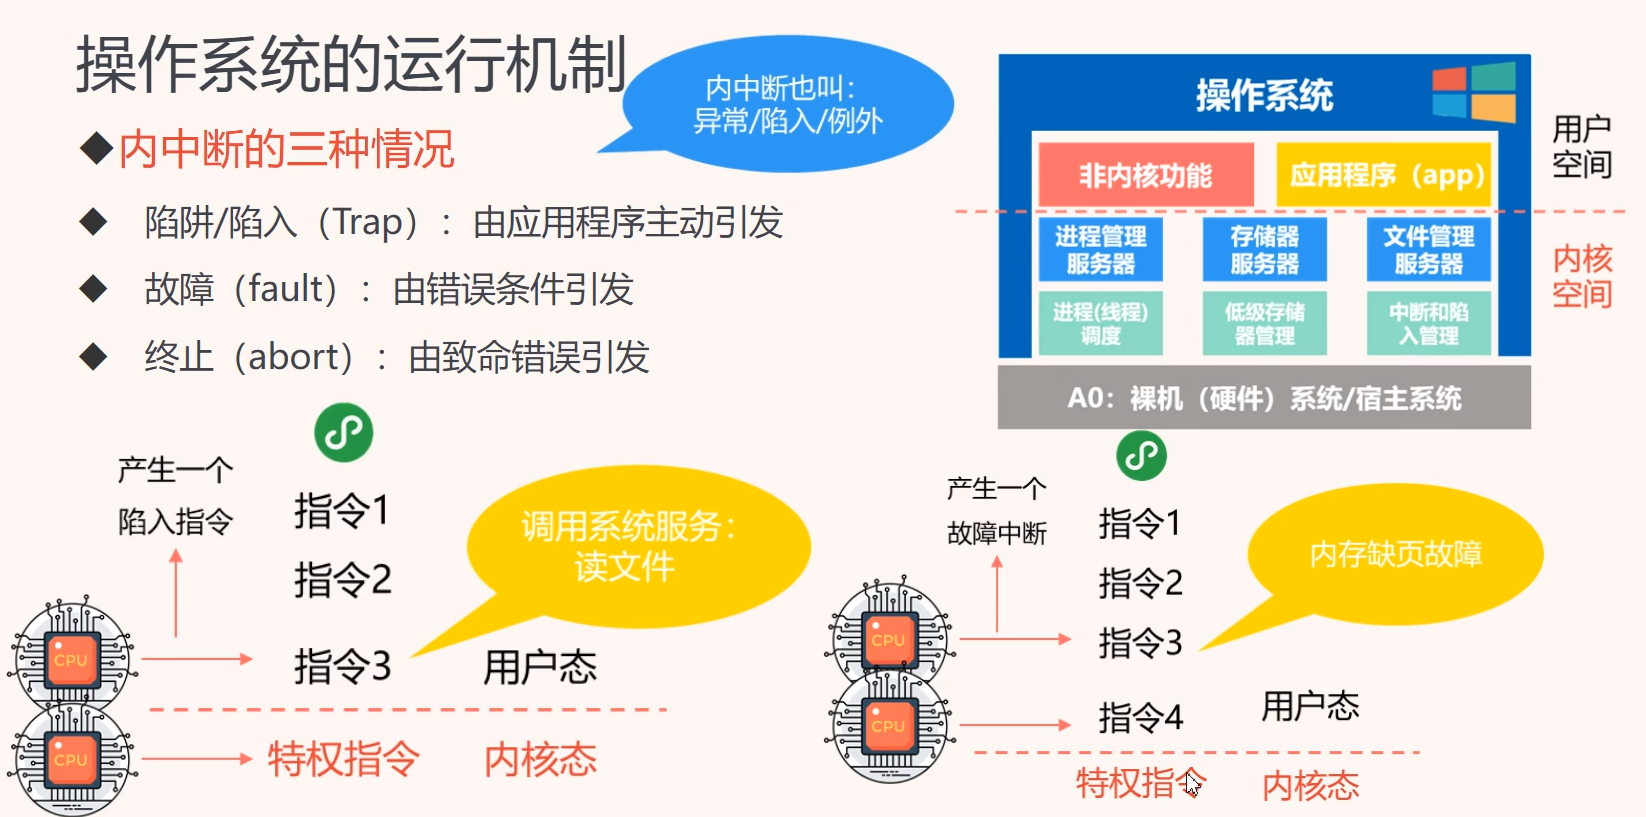 操作系统的运行机制
内中断也叫：
异常/陷入/例外
◆内中断的三种情况
◆ 陷阱/陷入（Trap）：由应用程序主动引发
◆ 故障（fault）：由错误条件引发
◆ 终止（abort）：由致命错误引发
操作系统
非内核功能
应用程序（app）
用户
空间
进程管理
服务器
存储器
服务器
文件管理
服务器
内核
空间
进程(线程)
调度
低级存储
器管理
中断和陷
入管理
A0：裸机（硬件）系统/宿主系统
产生一个
陷入指令
指令1
指令2
指令3
调用系统服务：
读文件
用户态
CPU
CPU
特权指令
内核态
产生一个
故障中断
指令1
指令2
指令3
指令4
内存缺页故障
用户态
CPU
CPU
特权指令
内核态